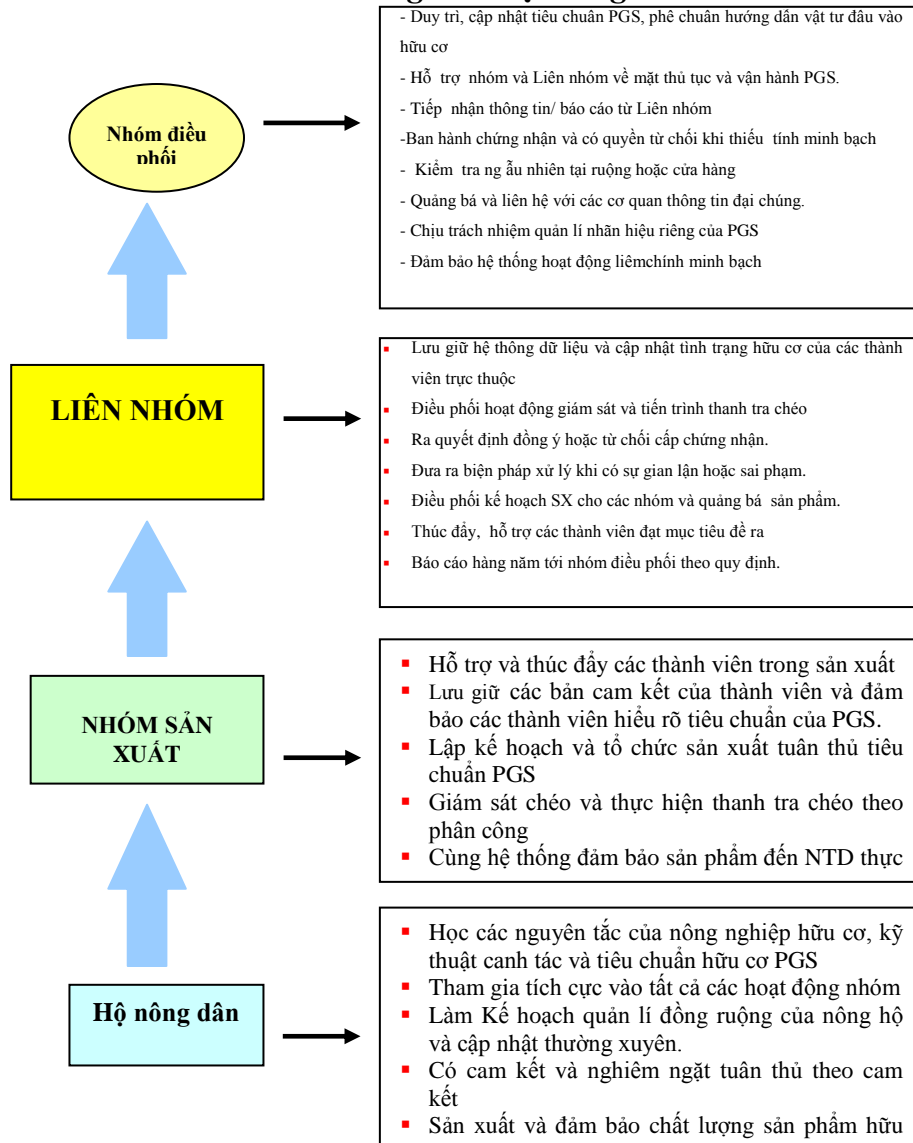 Nhóm điều
phối
- Duy trì, cập nhật tiêu chuẩn PGS, phê chuẩn hướng dẫn vật tư đầu vào
hữu cơ
- Hỗ trợ nhóm và Liên nhóm về mặt thủ tục và vận hành PGS.
- Tiếp nhận thông tin/ báo cáo từ Liên nhóm
-Ban hành chứng nhận và có quyền từ chối khi thiếu tính minh bạch
- Kiểm tra ng ẫu nhiên tại ruộng hoặc cửa hàng
- Quảng bá và liên hệ với các cơ quan thông tin đại chúng.
- Chịu trách nhiệm quản lí nhãn hiệu riêng của PGS
- Đảm bảo hệ thống hoạt động liêmchính minh bạch
LIÊN NHÓM
▪ Lưu giữ hệ thông dữ liệu và cập nhật tình trạng hữu cơ của các thành
viên trực thuộc
▪ Điều phối hoạt động giám sát và tiến trình thanh tra chéo
▪ Ra quyết định đồng ý hoặc từ chối cấp chứng nhận.
▪ Đưa ra biện pháp xử lý khi có sự gian lận hoặc sai phạm.
▪ Điều phối kế hoạch SX cho các nhóm và quảng bá sản phẩm.
▪ Thúc đẩy, hỗ trợ các thành viên đạt mục tiêu đề ra
▪ Báo cáo hàng năm tới nhóm điều phối theo quy định.
NHÓM SẢN
XUẤT
▪ Hỗ trợ và thúc đẩy các thành viên trong sản xuất
▪ Lưu giữ các bản cam kết của thành viên và đảm
bảo các thành viên hiểu rõ tiêu chuẩn của PGS.
▪ Lập kế hoạch và tổ chức sản xuất tuân thủ tiêu
chuẩn PGS
▪ Giám sát chéo và thực hiện thanh tra chéo theo
phân công
▪ Cùng hệ thống đảm bảo sản phẩm đến NTD thực
Hộ nông dân
▪ Học các nguyên tắc của nông nghiệp hữu cơ, kỹ
thuật canh tác và tiêu chuẩn hữu cơ PGS
▪ Tham gia tích cực vào tất cả các hoạt động nhóm
▪ Làm Kế hoạch quản lí đồng ruộng của nông hộ
và cập nhật thường xuyên.
▪ Có cam kết và nghiêm ngặt tuân thủ theo cam
kết
▪ Sản xuất và đảm bảo chất lượng sản phẩm hữu